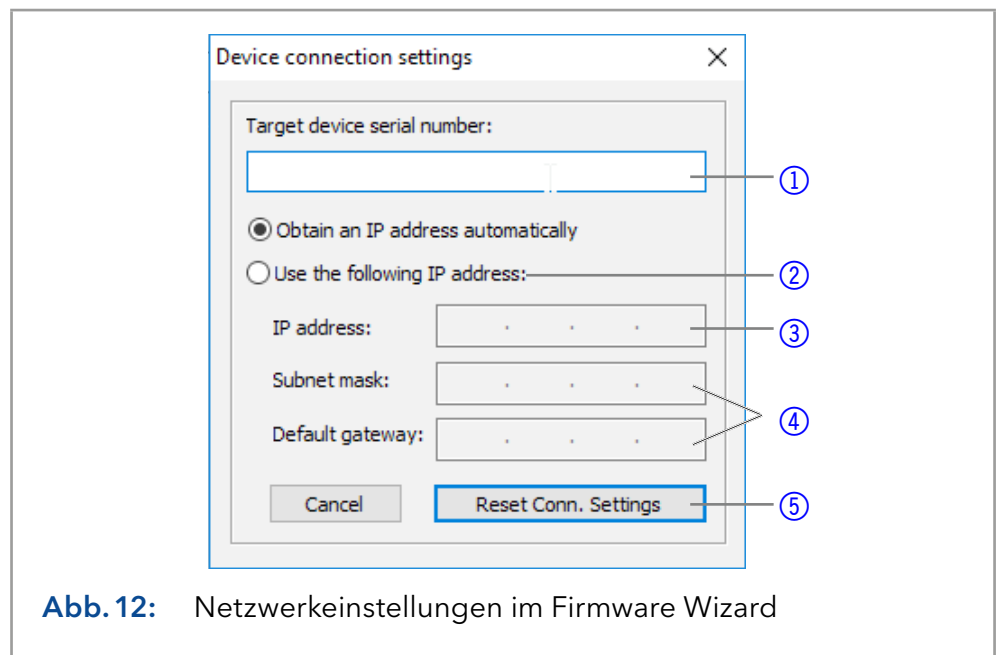 Device connection settings
Target device serial number:
①
Obtain an IP address automatically
Use the following IP address: ②
IP address: . . . ③
Subnet mask: . . .
④
Default gateway: . . .
Cancel Reset Conn. Settings ⑤
Abb. 12: Netzwerkeinstellungen im Firmware Wizard